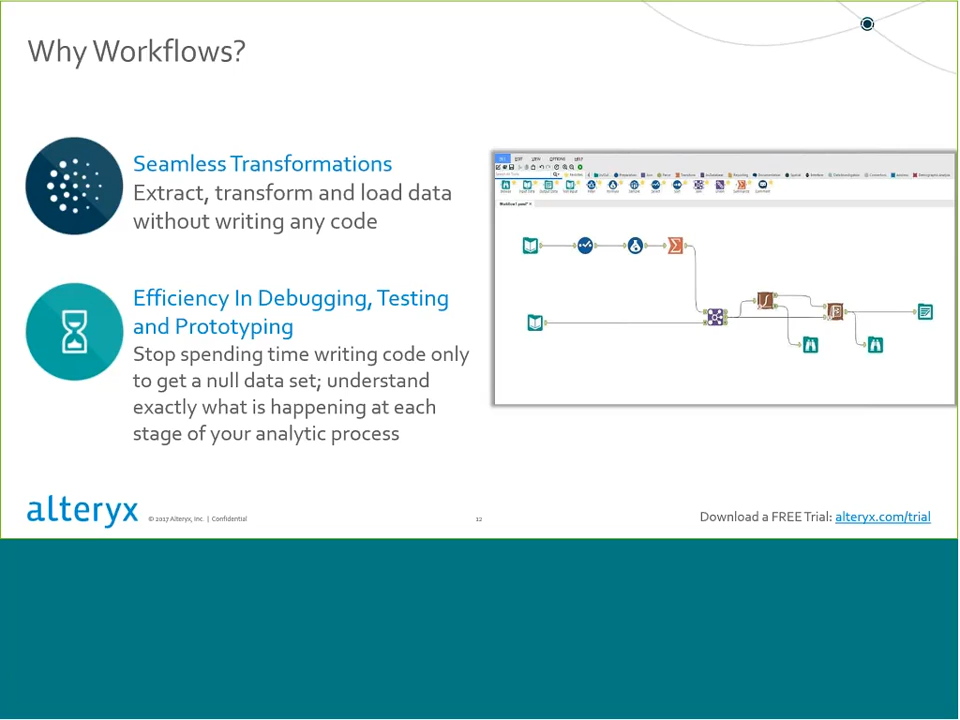 Why Workflows?
Seamless Transformations
Extract, transform and load data
without writing any code
Efficiency In Debugging, Testing
and Prototyping
Stop spending time writing code only
to get a null data set; understand
exactly what is happening at each
stage of your analytic process
alteryx
© 2017 Alteryx, Inc. | Confidential
12
Download a FREE Trial: alteryx.com/trial